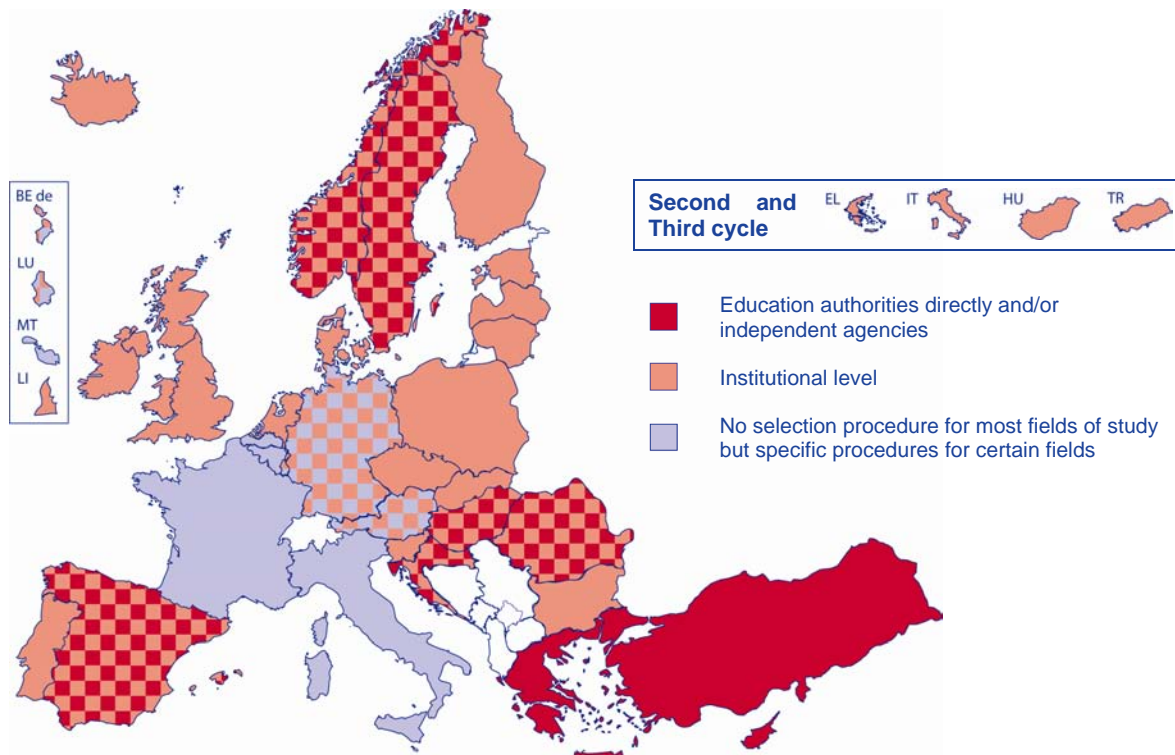 BE de
LU
MT
LI
Second and
Third cycle
EL
IT
HU
TR
Education authorities directly and/or
independent agencies
Institutional level
No selection procedure for most fields of study
but specific procedures for certain fields